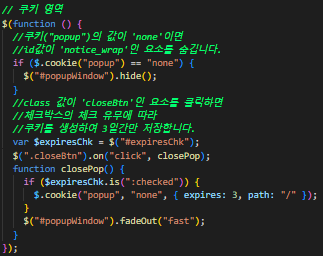 // 쿠키 영역
$(function () {
  //쿠키("popup")의 값이 'none'이면
  //id값이 'notice_wrap'인 요소를 숨깁니다.
  if ($.cookie("popup") == "none") {
    $("#popupWindow").hide();
  }
  //class 값이 'closeBtn'인 요소를 클릭하면
  //체크박스의 체크 유무에 따라
  //쿠키를 생성하여 3일간만 저장합니다.
  var $expiresChk = $("#expiresChk");
  $(".closeBtn").on("click", closePop);
  function closePop() {
    if ($expiresChk.is(":checked")) {
      $.cookie("popup", "none", { expires: 3, path: "/" });
    }
    $("#popupWindow").fadeOut("fast");
  }
});